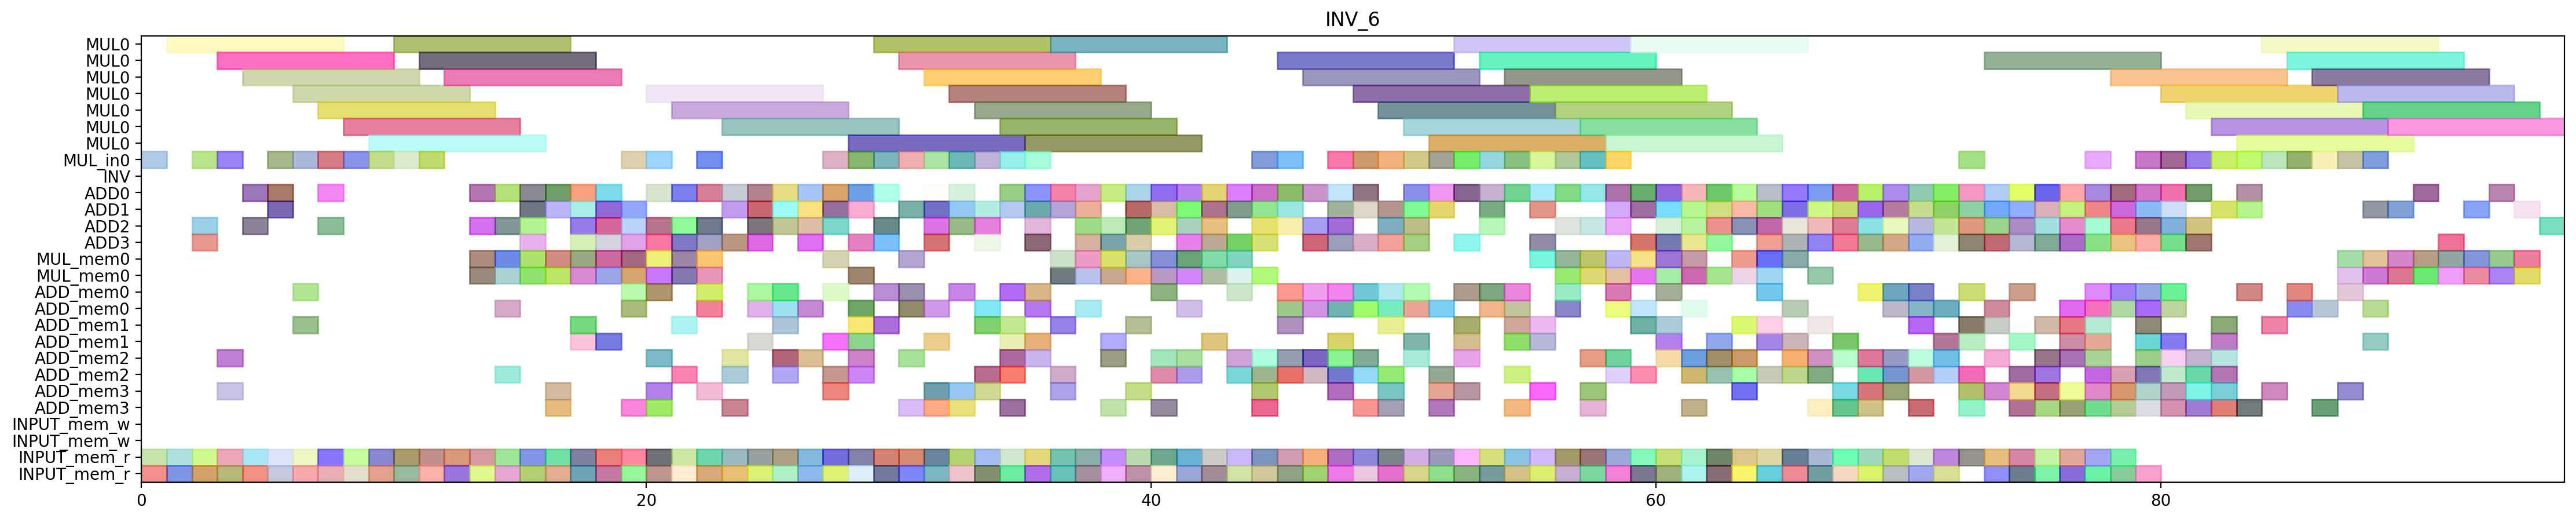 INV_6
MUL0
MUL0
MUL0
MUL0
MUL0
MUL0
MUL0
MUL_in0
INV
ADD0
ADD1
ADD2
ADD3
MUL_mem0
MUL_mem0
ADD_mem0
ADD_mem0
ADD_mem1
ADD_mem1
ADD_mem2
ADD_mem2
ADD_mem3
ADD_mem3
INPUT_mem_w
INPUT_mem_w
INPUT_mem_r
INPUT_mem_r
0 20 40 60 80